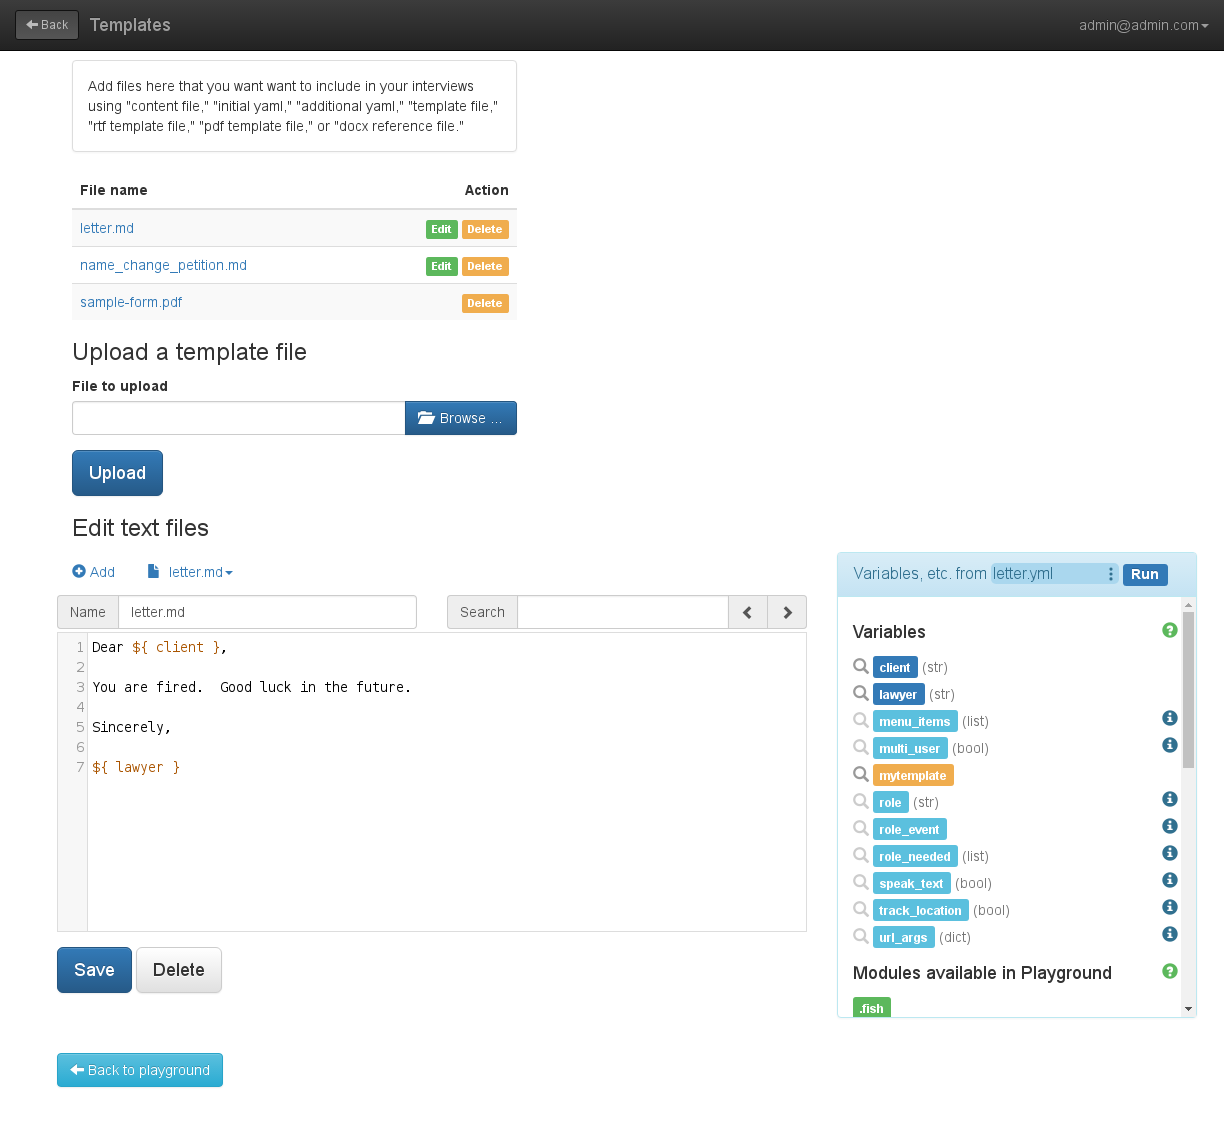 Back Templates admin@admin.com
Add files here that you want want to include in your interviews
using "content file," "initial yaml," "additional yaml," "template file,"
"rtf template file," "pdf template file," or "docx reference file."
File name Action
letter.md Edit Delete
name_change_petition.md Edit Delete
sample-form.pdf Delete
Upload a template file
File to upload
Browse ...
Upload
Edit text files
Add letter.md
Name letter.md Search
1 Dear ${ client },
2
3 You are fired.  Good luck in the future.
4
5 Sincerely,
6
7 ${ lawyer }
Save Delete
Back to playground
Variables, etc. from letter.yml Run
Variables
client (str)
lawyer (str)
menu_items (list)
multi_user (bool)
mytemplate
role (str)
role_event
role_needed (list)
speak_text (bool)
track_location (bool)
url_args (dict)
Modules available in Playground
.fish